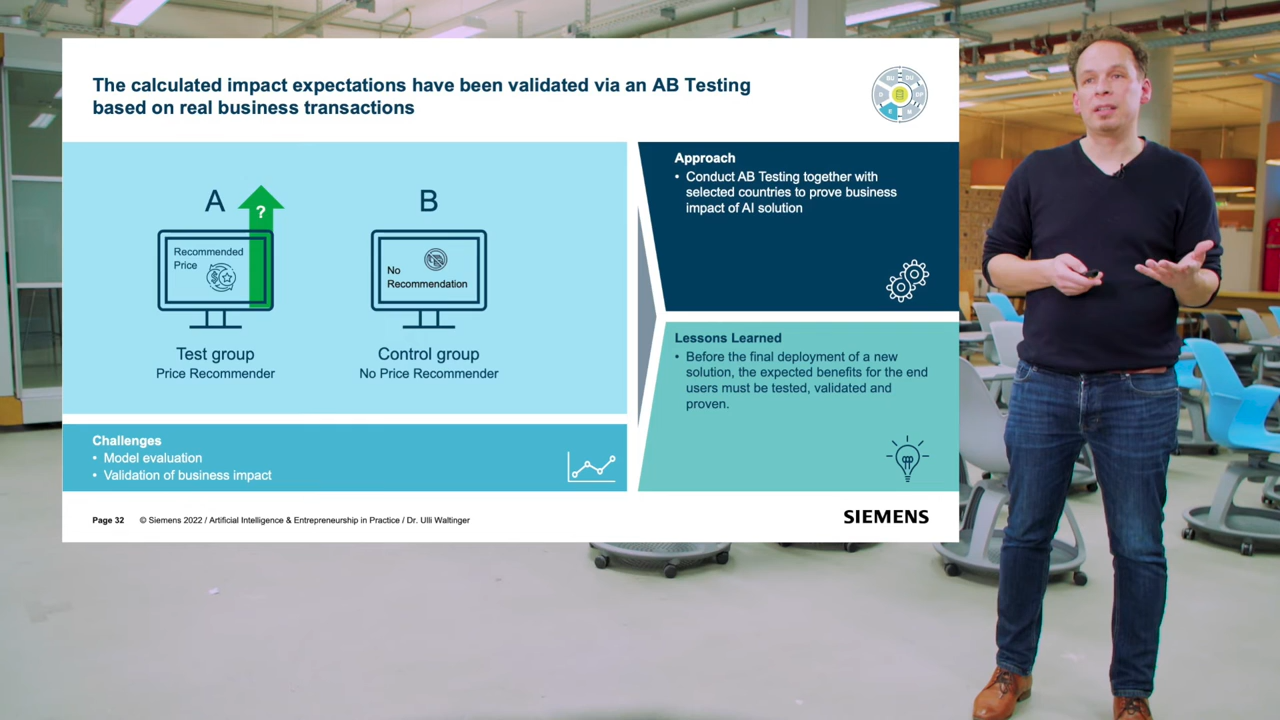 The calculated impact expectations have been validated via an AB Testing
based on real business transactions
BU
DU
D
DP
E
M
A
?
Recommended
Price
Test group
Price Recommender
B
No
Recommendation
Control group
No Price Recommender
Challenges
• Model evaluation
• Validation of business impact
Approach
• Conduct AB Testing together with
selected countries to prove business
impact of AI solution
Lessons Learned
• Before the final deployment of a new
solution, the expected benefits for the end
users must be tested, validated and
proven.
Page 32 © Siemens 2022 / Artificial Intelligence & Entrepreneurship in Practice / Dr. Ulli Waltinger
SIEMENS